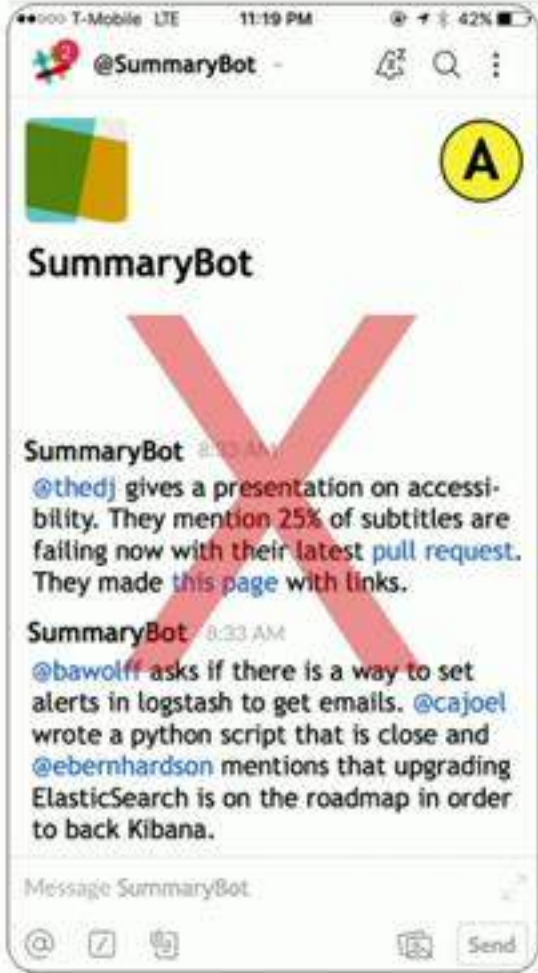 T-Mobile LTE 11:19 PM 42%
2
@SummaryBot
A
SummaryBot
SummaryBot 8:33 AM
@thedj gives a presentation on accessi-
bility. They mention 25% of subtitles are
failing now with their latest pull request.
They made this page with links.
SummaryBot 8:33 AM
@bawolff asks if there is a way to set
alerts in logstash to get emails. @cajoel
wrote a python script that is close and
@ebernhardson mentions that upgrading
ElasticSearch is on the roadmap in order
to back Kibana.
Message SummaryBot
Send